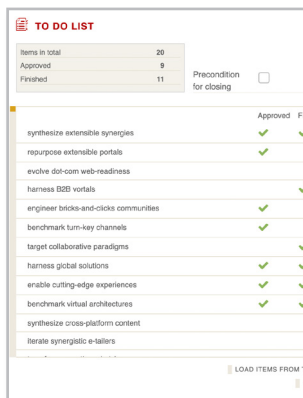 TO DO LIST
Items in total 20
Approved 9
Finished 11
Precondition
for closing
Approved F
synthesize extensible synergies
repurpose extensible portals
evolve dot-com web-readiness
harness B2B vortals
engineer bricks-and-clicks communities
benchmark turn-key channels
target collaborative paradigms
harness global solutions
enable cutting-edge experiences
benchmark virtual architectures
synthesize cross-platform content
iterate synergistic e-tailers
LOAD ITEMS FROM